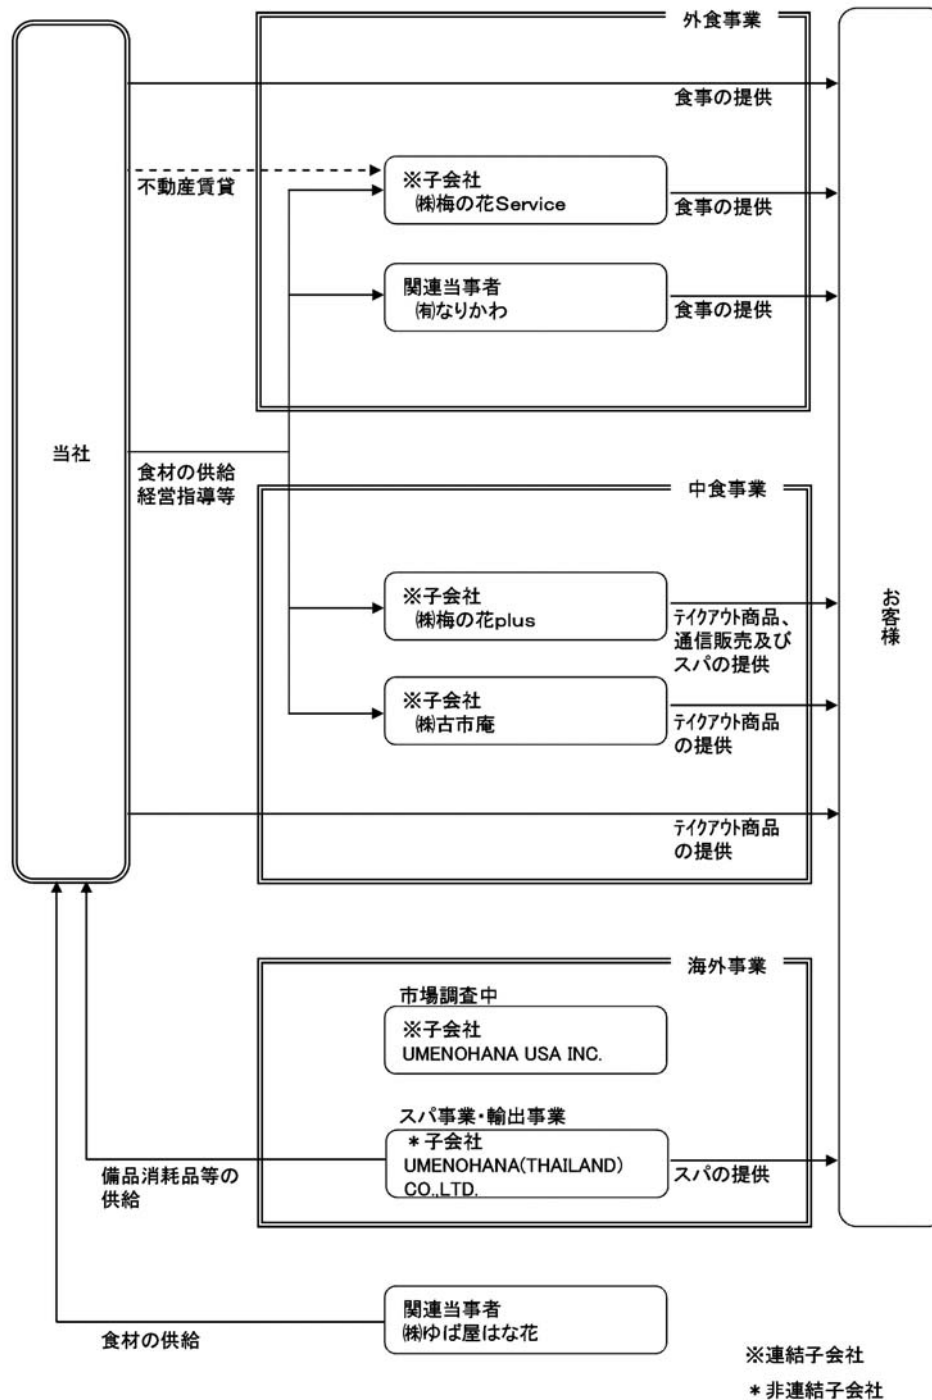 外食事業
食事の提供
不動産賃貸
※子会社
㈱梅の花Service
食事の提供
関連当事者
㈲なりかわ
食事の提供
当社
食材の供給
経営指導等
中食事業
※子会社
㈱梅の花plus
ﾃｲｸｱｳﾄ商品、
通信販売及び
スパの提供
お客様
※子会社
㈱古市庵
ﾃｲｸｱｳﾄ商品
の提供
ﾃｲｸｱｳﾄ商品
の提供
海外事業
市場調査中
※子会社
UMENOHANA USA INC.
スパ事業・輸出事業
＊子会社
UMENOHANA(THAILAND)
CO.,LTD.
スパの提供
備品消耗品等の
供給
関連当事者
㈱ゆば屋はな花
食材の供給
※連結子会社
＊非連結子会社